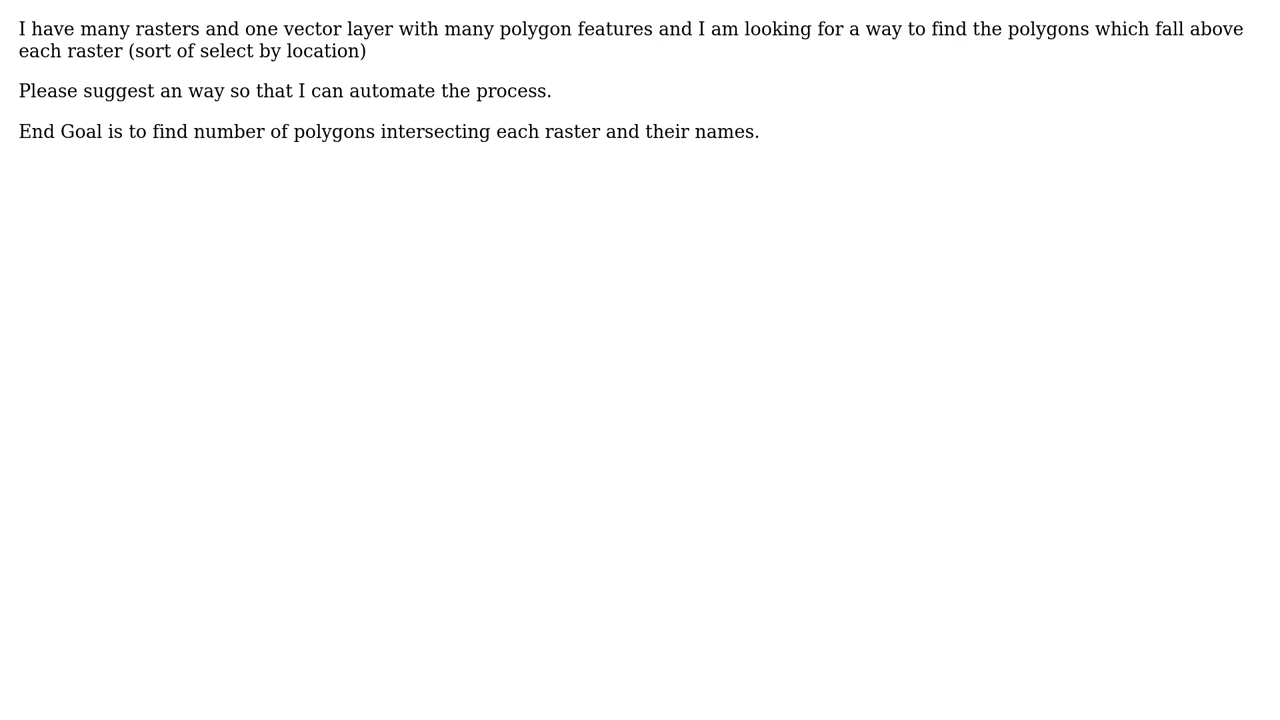 I have many rasters and one vector layer with many polygon features and I am looking for a way to find the polygons which fall above
each raster (sort of select by location)
Please suggest an way so that I can automate the process.
End Goal is to find number of polygons intersecting each raster and their names.